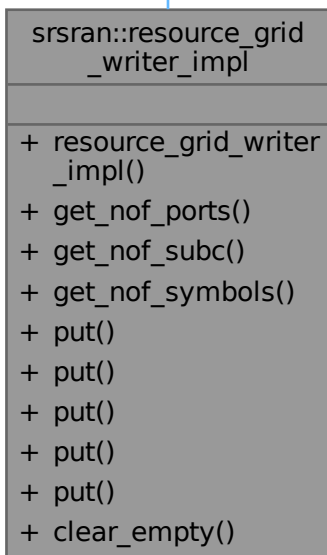 srsran::resource_grid
_writer_impl
+ resource_grid_writer
_impl()
+ get_nof_ports()
+ get_nof_subc()
+ get_nof_symbols()
+ put()
+ put()
+ put()
+ put()
+ put()
+ clear_empty()